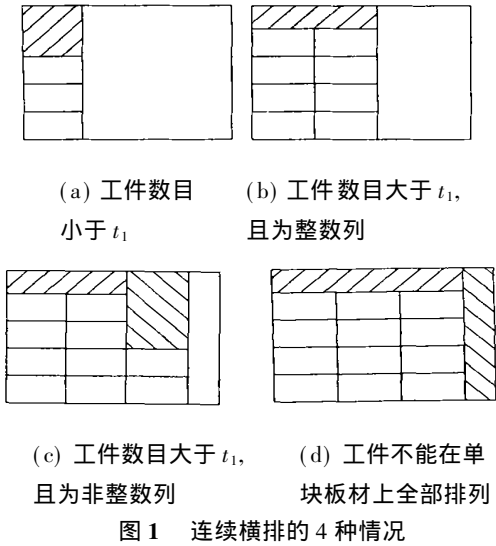 (a) 工件数目
小于 t₁
(b) 工件数目大于 t₁,
且为整数列
(c) 工件数目大于 t₁,
且为非整数列
(d) 工件不能在单
块板材上全部排列
图 1 连续横排的 4 种情况